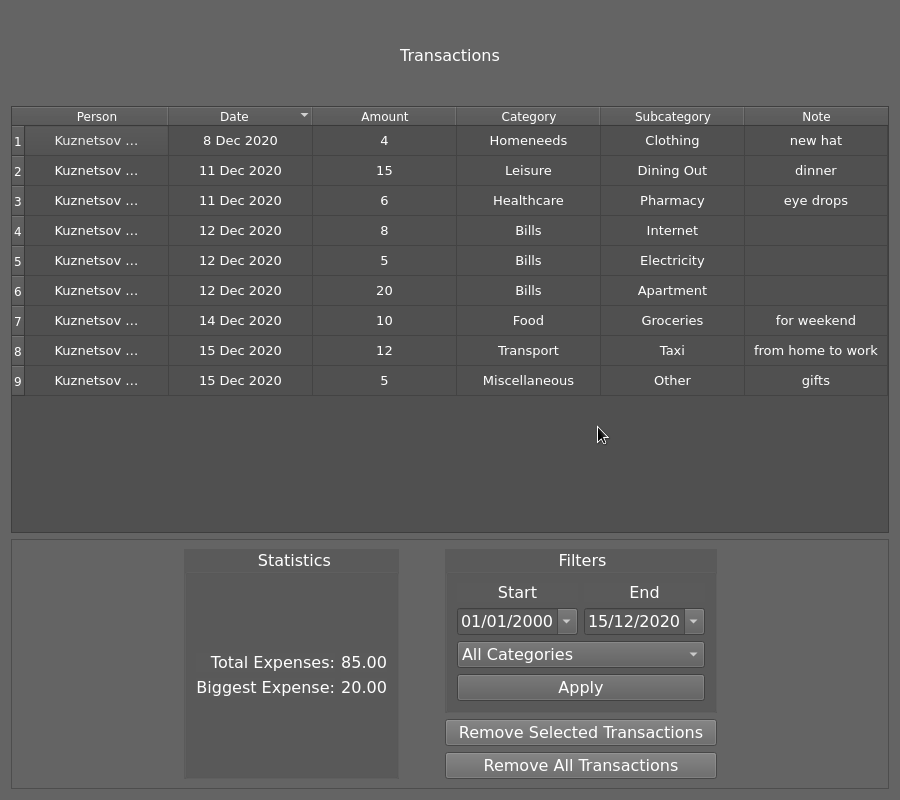 Transactions
Person Date Amount Category Subcategory Note
1 Kuznetsov ... 8 Dec 2020 4 Homeneeds Clothing new hat
2 Kuznetsov ... 11 Dec 2020 15 Leisure Dining Out dinner
3 Kuznetsov ... 11 Dec 2020 6 Healthcare Pharmacy eye drops
4 Kuznetsov ... 12 Dec 2020 8 Bills Internet
5 Kuznetsov ... 12 Dec 2020 5 Bills Electricity
6 Kuznetsov ... 12 Dec 2020 20 Bills Apartment
7 Kuznetsov ... 14 Dec 2020 10 Food Groceries for weekend
8 Kuznetsov ... 15 Dec 2020 12 Transport Taxi from home to work
9 Kuznetsov ... 15 Dec 2020 5 Miscellaneous Other gifts
Statistics
Total Expenses: 85.00
Biggest Expense: 20.00
Filters
Start End
01/01/2000 15/12/2020
All Categories
Apply
Remove Selected Transactions
Remove All Transactions